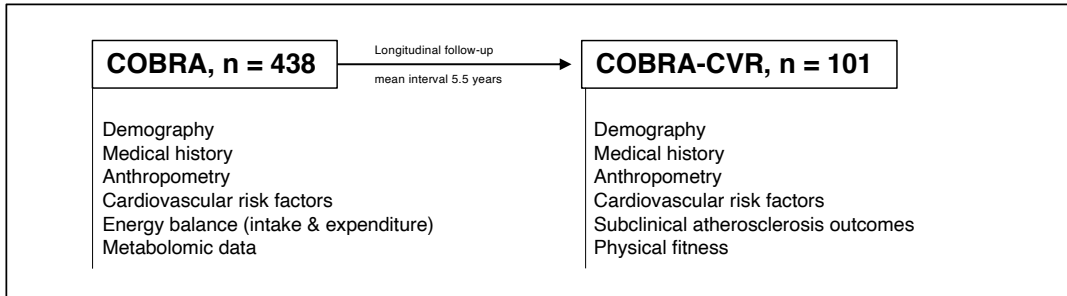 COBRA, n = 438
Longitudinal follow-up
mean interval 5.5 years
COBRA-CVR, n = 101
Demography
Medical history
Anthropometry
Cardiovascular risk factors
Energy balance (intake & expenditure)
Metabolomic data
Demography
Medical history
Anthropometry
Cardiovascular risk factors
Subclinical atherosclerosis outcomes
Physical fitness